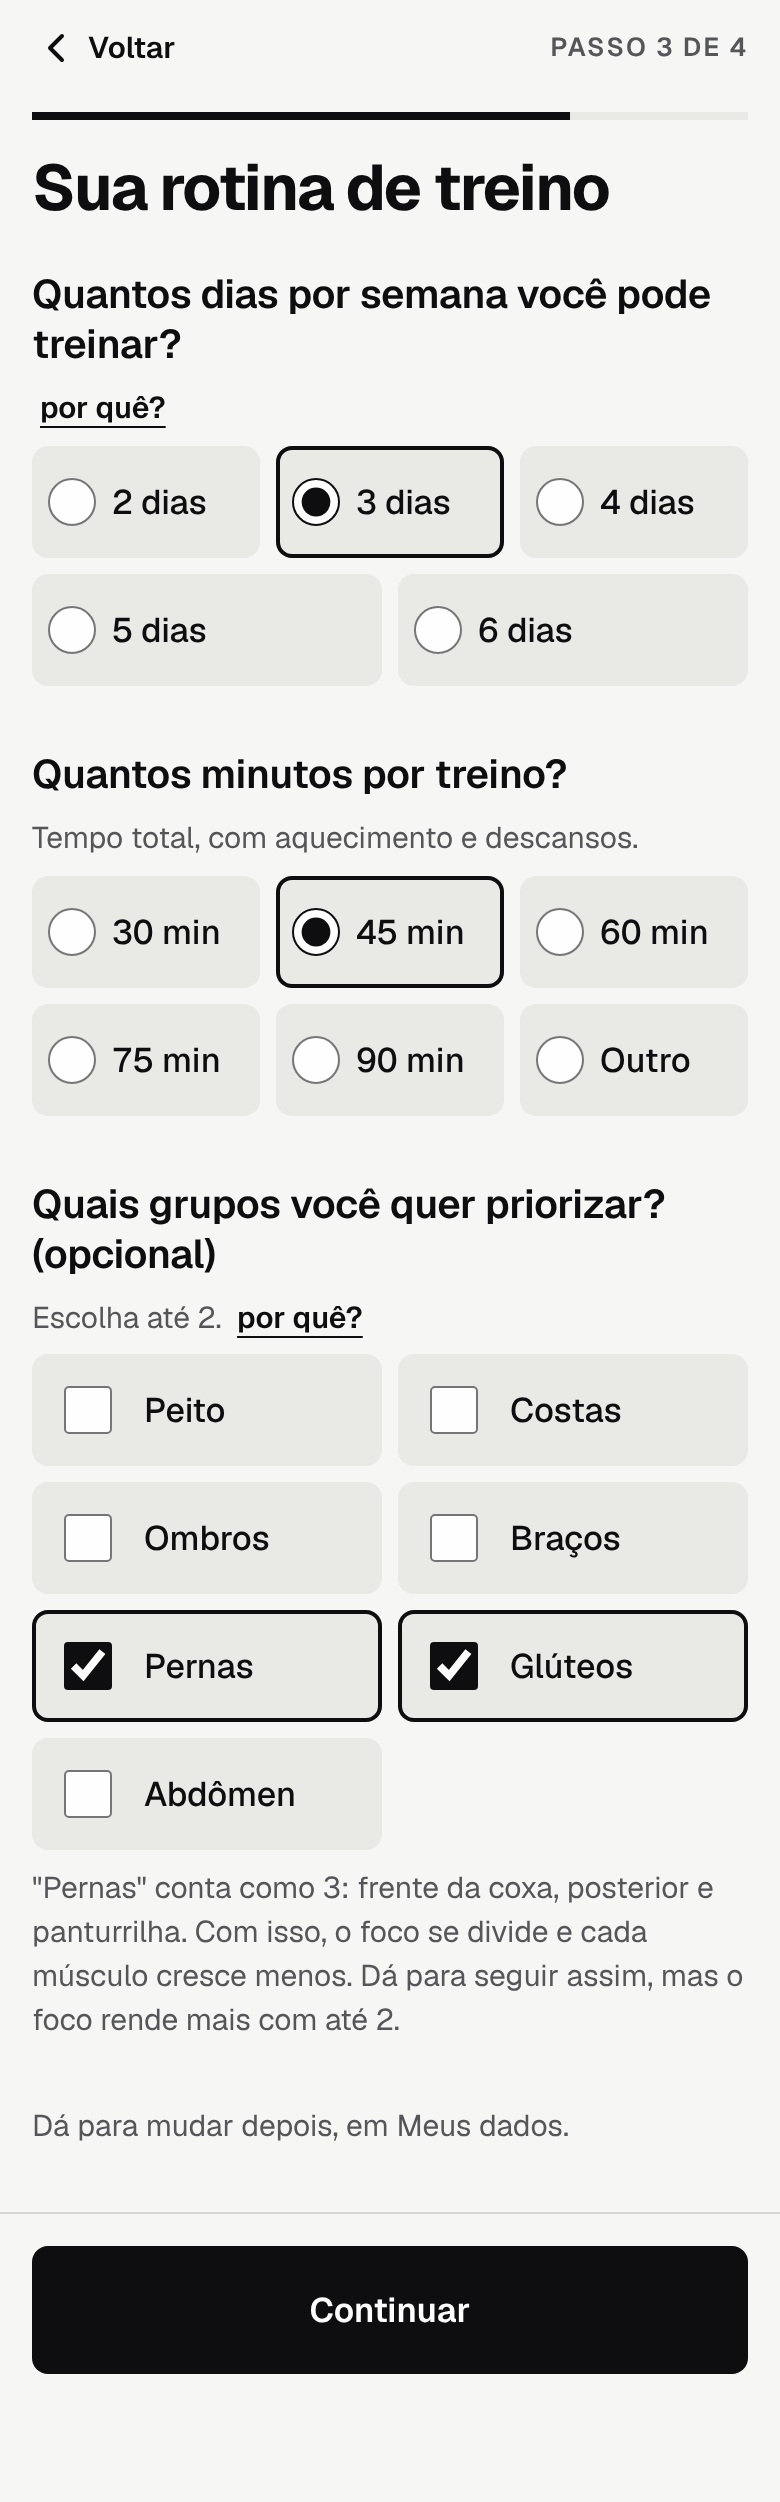 Voltar
PASSO 3 DE 4
Sua rotina de treino
Quantos dias por semana você pode
treinar?
por quê?
2 dias
3 dias
4 dias
5 dias
6 dias
Quantos minutos por treino?
Tempo total, com aquecimento e descansos.
30 min
45 min
60 min
75 min
90 min
Outro
Quais grupos você quer priorizar?
(opcional)
Escolha até 2. por quê?
Peito
Costas
Ombros
Braços
Pernas
Glúteos
Abdômen
"Pernas" conta como 3: frente da coxa, posterior e
panturrilha. Com isso, o foco se divide e cada
músculo cresce menos. Dá para seguir assim, mas o
foco rende mais com até 2.
Dá para mudar depois, em Meus dados.
Continuar